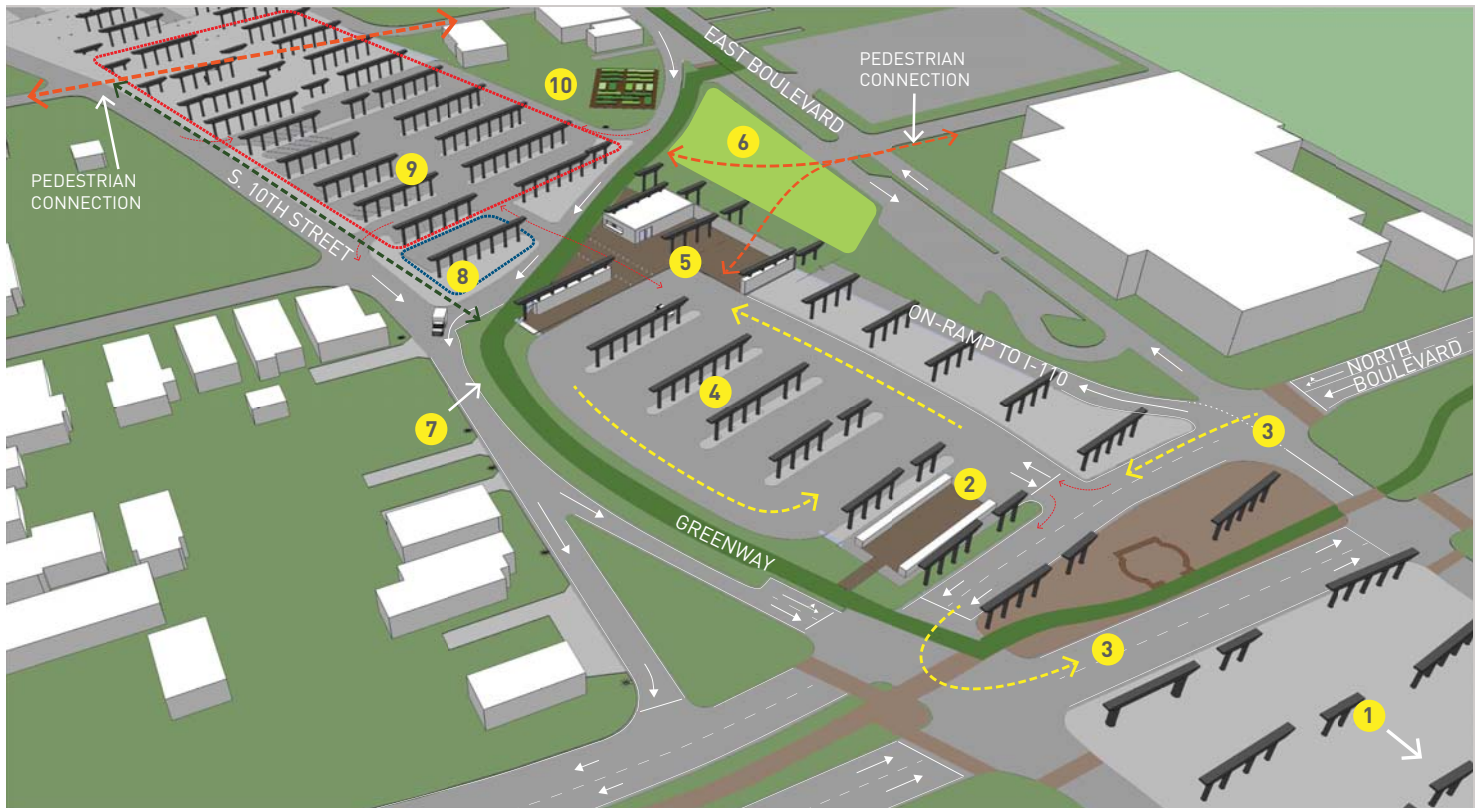 EAST BOULEVARD
PEDESTRIAN
CONNECTION
10
6
9
PEDESTRIAN
CONNECTION
S. 10TH STREET
5
8
ON-RAMP TO I-110
NORTH
BOULEVARD
4
7
3
2
GREENWAY
3
1